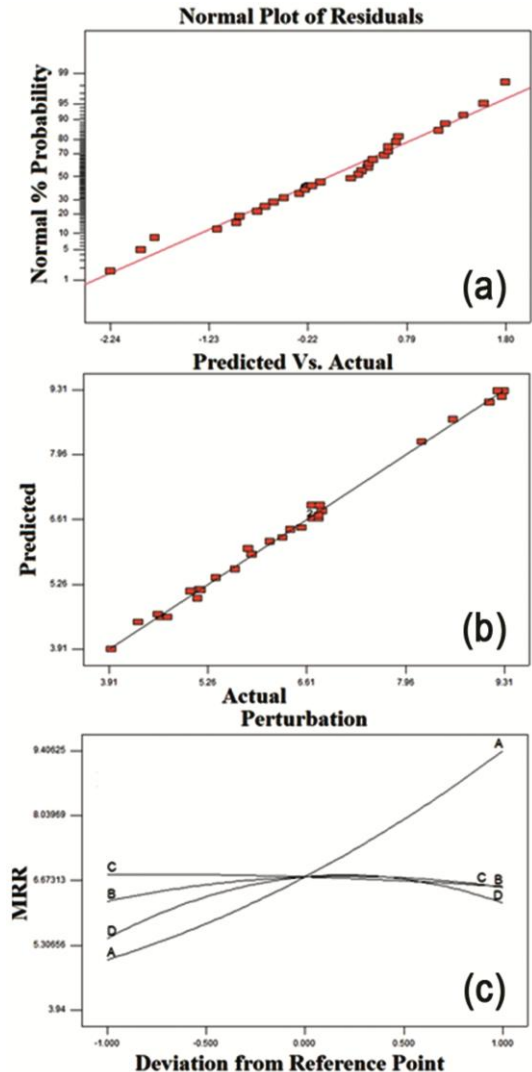 Normal Plot of Residuals
Normal % Probability
99
95
90
80
70
50
30
20
10
5
1
(a)
-2.24
-1.23
-0.22
0.79
1.80
Predicted Vs. Actual
Predicted
9.31
7.96
6.61
5.26
3.91
(b)
3.91
5.26
6.61
7.96
9.31
Actual
Perturbation
MRR
9.40625
8.03969
6.67313
5.30656
3.94
A
C
B
D
A
C
B
D
(c)
-1.000
-0.500
0.000
0.500
1.000
Deviation from Reference Point